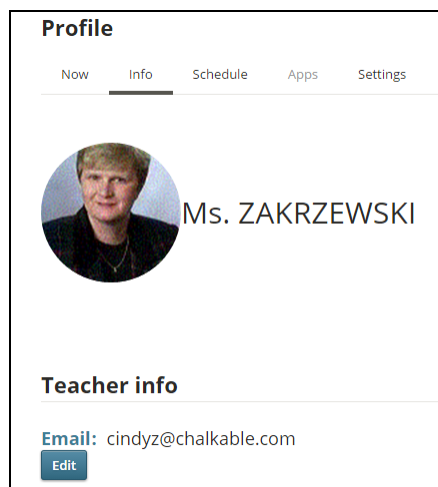 Profile
Now Info Schedule Apps Settings
Ms. ZAKRZEWSKI
Teacher info
Email: cindyz@chalkable.com
Edit